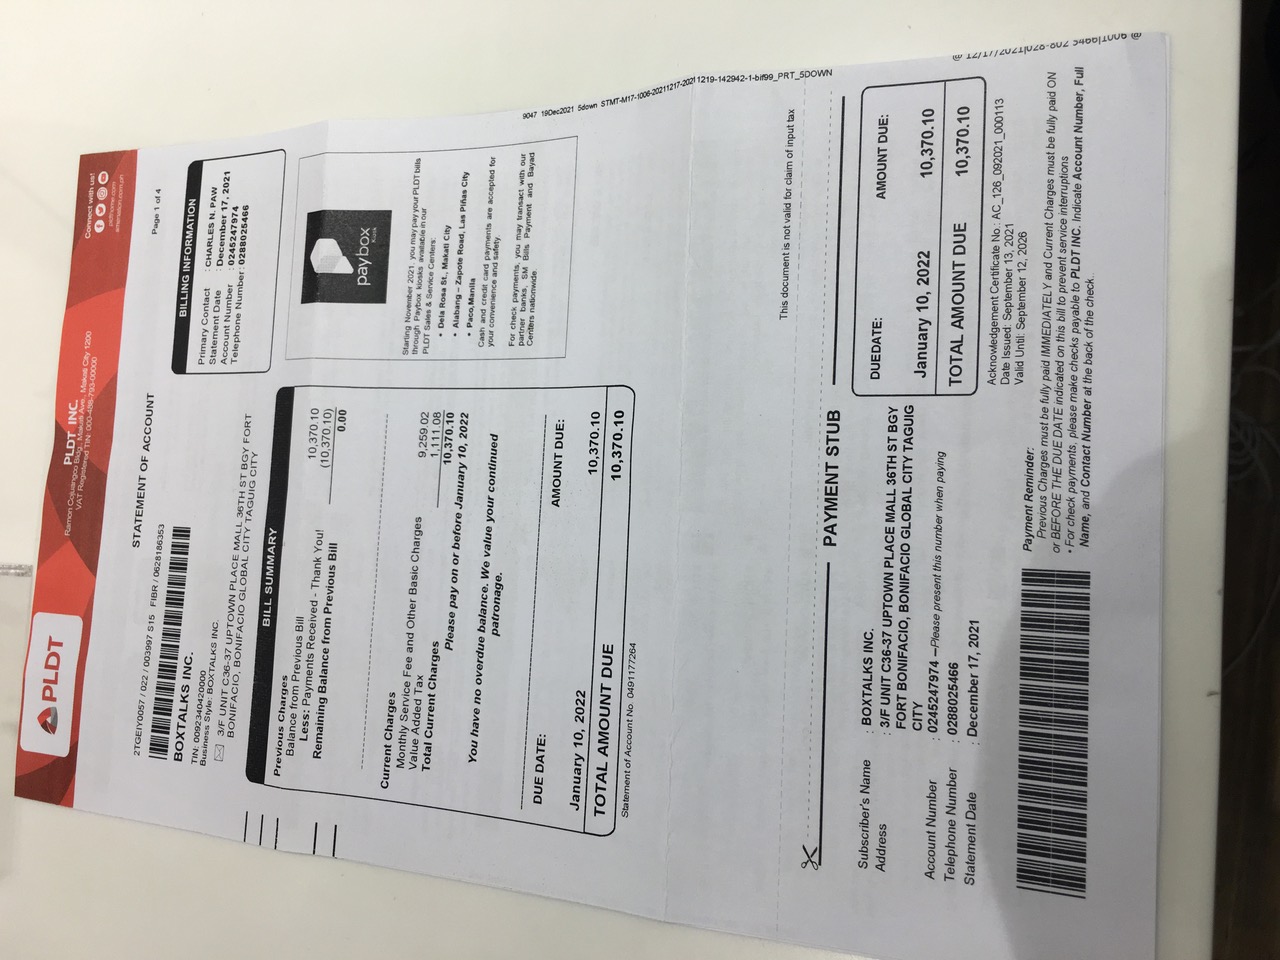 PLDT
PLDT INC.
Ramon Cojuangco Bldg., Makati Ave., Makati City 1200
VAT Registered TIN: 000-488-793-00000
Connect with us!
pldthome.com
STATEMENT OF ACCOUNT
Page 1 of 4
2TGEIY0057 / 022 / 003997 S15 FIBR / 0628186353
BOXTALKS INC.
TIN: 0092340420000
Business Style: BOXTALKS INC.
3/F UNIT C36-37 UPTOWN PLACE MALL 36TH ST BGY FORT
BONIFACIO, BONIFACIO GLOBAL CITY TAGUIG CITY
BILLING INFORMATION
Primary Contact : CHARLES N. PAW
Statement Date : December 17, 2021
Account Number : 0245247974
Telephone Number : 0288025466
BILL SUMMARY
Previous Charges
Balance from Previous Bill 10,370.10
Less: Payments Received - Thank You! (10,370.10)
Remaining Balance from Previous Bill 0.00
Current Charges
Monthly Service Fee and Other Basic Charges 9,259.02
Value Added Tax 1,111.08
Total Current Charges 10,370.10
Please pay on or before January 10, 2022
You have no overdue balance. We value your continued
patronage.
DUE DATE: AMOUNT DUE:
January 10, 2022 10,370.10
TOTAL AMOUNT DUE 10,370.10
Statement of Account No. 0491177264
paybox
Kiosk
Starting November 2021, you may pay your PLDT bills
through Paybox kiosks available in our
PLDT Sales & Service Centers:
• Dela Rosa St., Makati City
• Alabang – Zapote Road, Las Piñas City
• Paco, Manila
Cash and credit card payments are accepted for
your convenience and safety.
For check payments, you may transact with our
partner banks, SM Bills Payment and Bayad
Centers nationwide.
This document is not valid for claim of input tax
PAYMENT STUB
Subscriber's Name : BOXTALKS INC.
Address : 3/F UNIT C36-37 UPTOWN PLACE MALL 36TH ST BGY
FORT BONIFACIO, BONIFACIO GLOBAL CITY TAGUIG
CITY
Account Number : 0245247974 –Please present this number when paying
Telephone Number : 0288025466
Statement Date : December 17, 2021
DUEDATE: AMOUNT DUE:
January 10, 2022 10,370.10
TOTAL AMOUNT DUE 10,370.10
Acknowledgement Certificate No.: AC_126_092021_000113
Date Issued: September 13, 2021
Valid Until: September 12, 2026
Payment Reminder:
Previous Charges must be fully paid IMMEDIATELY and Current Charges must be fully paid ON
or BEFORE THE DUE DATE indicated on this bill to prevent service interruptions
• For check payments, please make checks payable to PLDT INC. Indicate Account Number, Full
Name, and Contact Number at the back of the check..